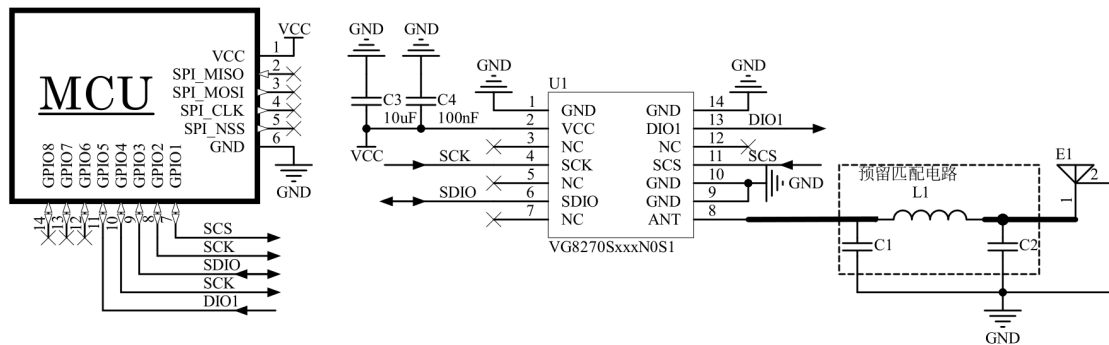 MCU
VCC
1
VCC
SPI_MISO
2
SPI_MOSI
3
SPI_CLK
4
SPI_NSS
5
GND
6
GND
GPIO8
GPIO7
GPIO6
GPIO5
GPIO4
GPIO3
GPIO2
GPIO1
14
13
12
11
10
9
8
7
SCS
SCK
SDIO
SCK
DIO1
GND
GND
C3
10uF
C4
100nF
VCC
GND
SCK
SDIO
U1
1
GND
2
VCC
3
NC
4
SCK
5
NC
6
SDIO
7
NC
GND
14
DIO1
13
NC
12
SCS
11
GND
10
GND
9
ANT
8
VG8270SxxxN0S1
GND
DIO1
SCS
GND
预留匹配电路
L1
C1
C2
E1
1
2
GND